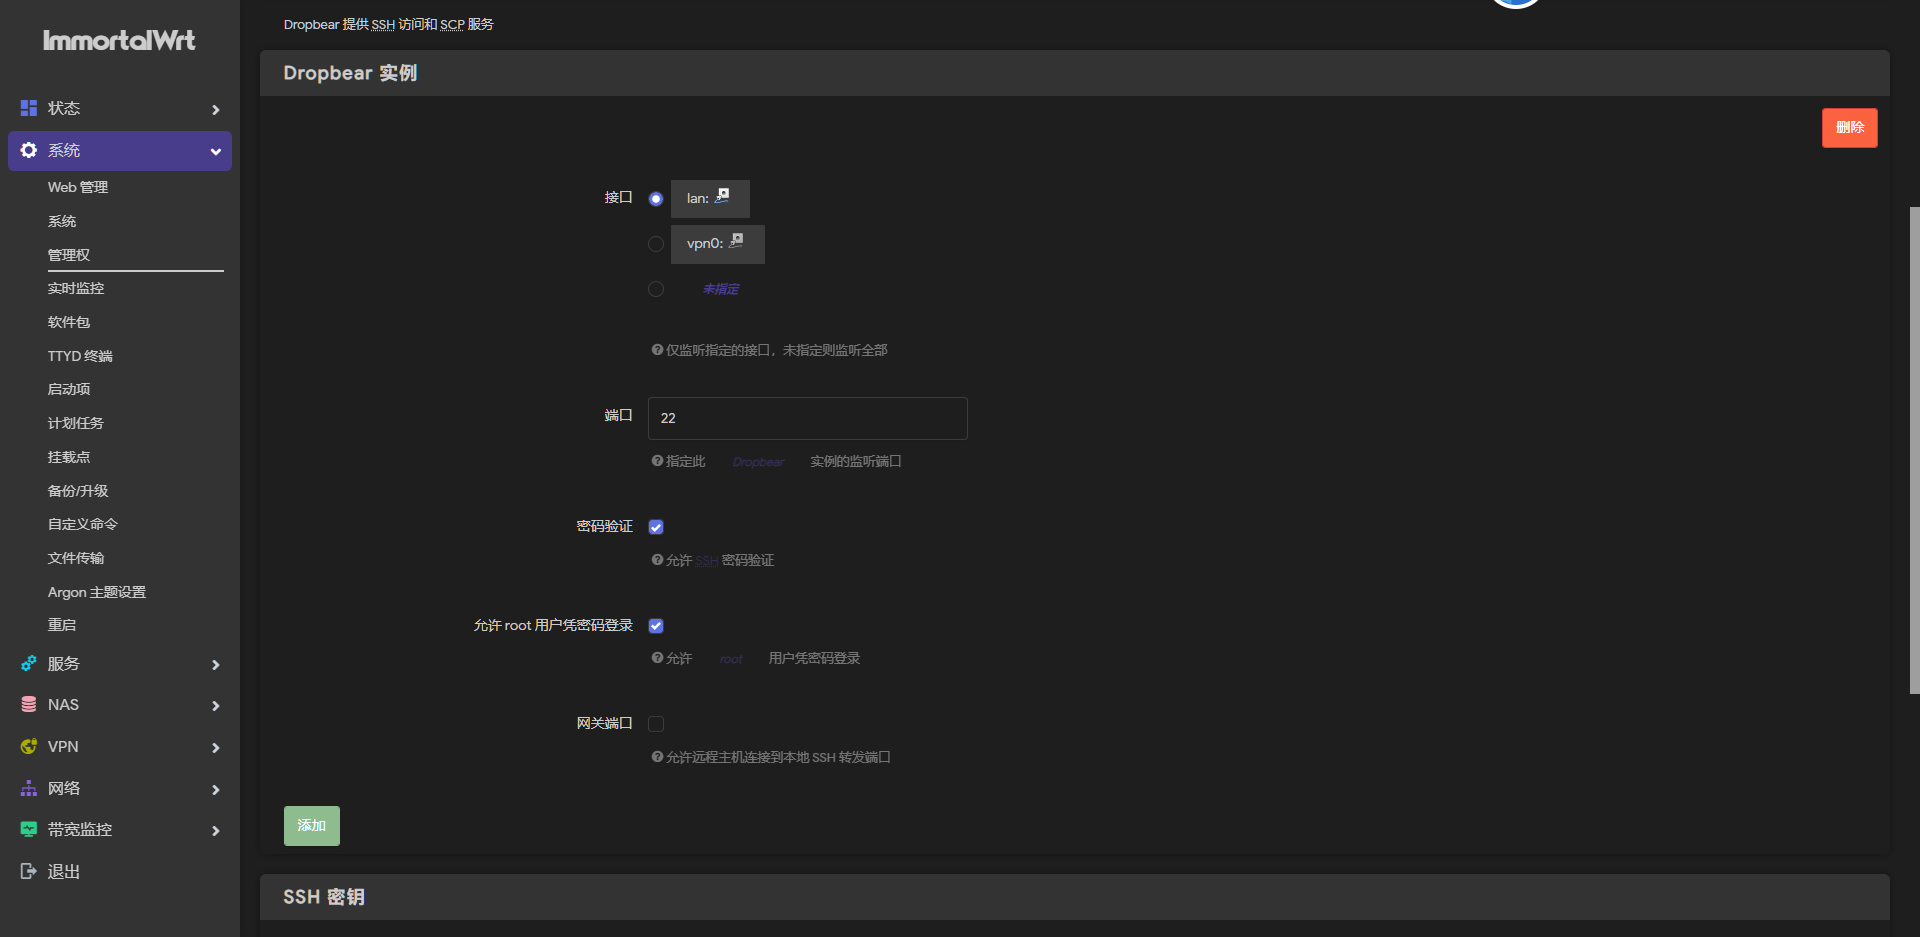 ImmortalWrt
状态
系统
Web 管理
系统
管理权
实时监控
软件包
TTYD 终端
启动项
计划任务
挂载点
备份/升级
自定义命令
文件传输
Argon 主题设置
重启
服务
NAS
VPN
网络
带宽监控
退出
Dropbear 提供 SSH 访问和 SCP 服务
Dropbear 实例
删除
接口
lan:
vpn0:
未指定
仅监听指定的接口，未指定则监听全部
端口
22
指定此 Dropbear 实例的监听端口
密码验证
允许 SSH 密码验证
允许 root 用户凭密码登录
允许 root 用户凭密码登录
网关端口
允许远程主机连接到本地 SSH 转发端口
添加
SSH 密钥